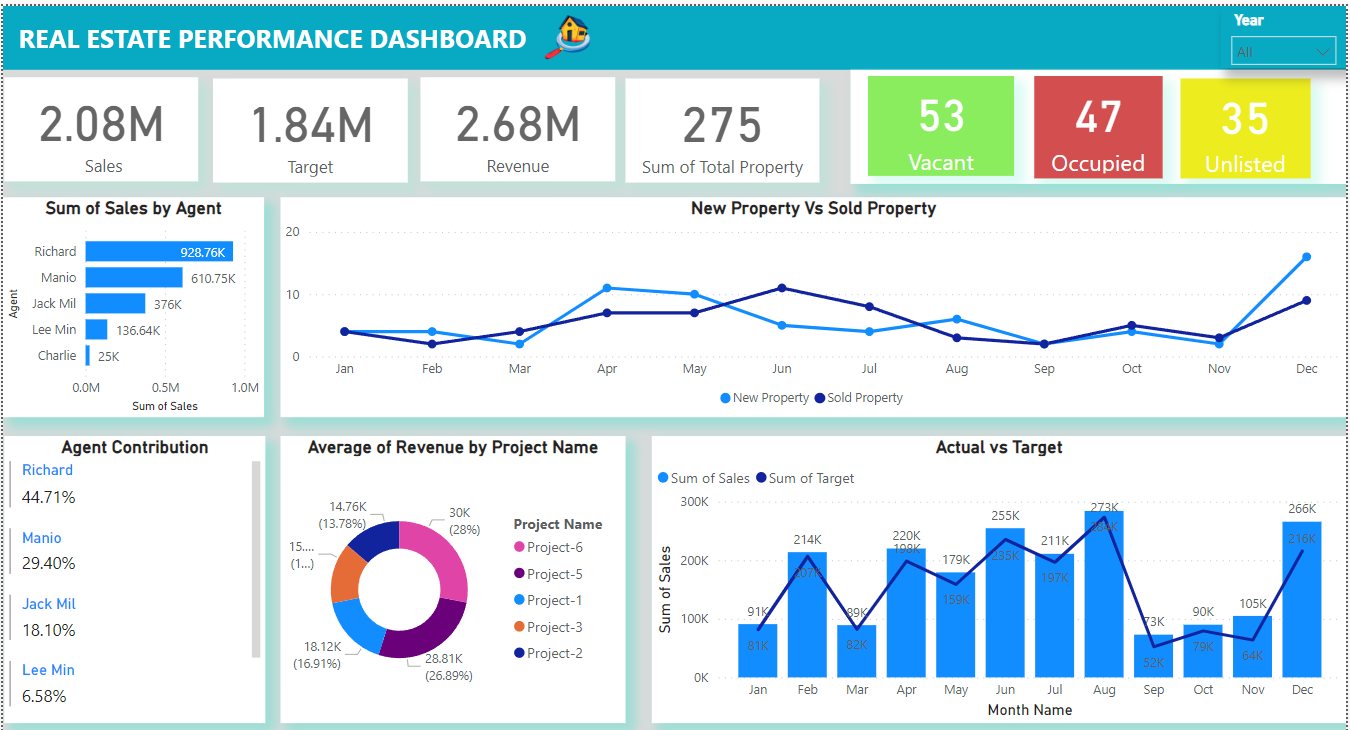 REAL ESTATE PERFORMANCE DASHBOARD
Year
All
2.08M
Sales
1.84M
Target
2.68M
Revenue
275
Sum of Total Property
53
Vacant
47
Occupied
35
Unlisted
Sum of Sales by Agent
Agent
Richard 928.76K
Manio 610.75K
Jack Mil 376K
Lee Min 136.64K
Charlie 25K
0.0M 0.5M 1.0M
Sum of Sales
New Property Vs Sold Property
20
10
0
Jan Feb Mar Apr May Jun Jul Aug Sep Oct Nov Dec
New Property Sold Property
Agent Contribution
Richard
44.71%
Manio
29.40%
Jack Mil
18.10%
Lee Min
6.58%
Average of Revenue by Project Name
14.76K
(13.78%)
30K
(28%)
15....
(1...)
18.12K
(16.91%)
28.81K
(26.89%)
Project Name
Project-6
Project-5
Project-1
Project-3
Project-2
Actual vs Target
Sum of Sales Sum of Target
Sum of Sales
300K
200K
100K
0K
91K 214K 89K 220K 179K 255K 211K 273K 73K 90K 105K 266K
81K 207K 82K 198K 159K 235K 197K 52K 79K 64K 216K
Jan Feb Mar Apr May Jun Jul Aug Sep Oct Nov Dec
Month Name